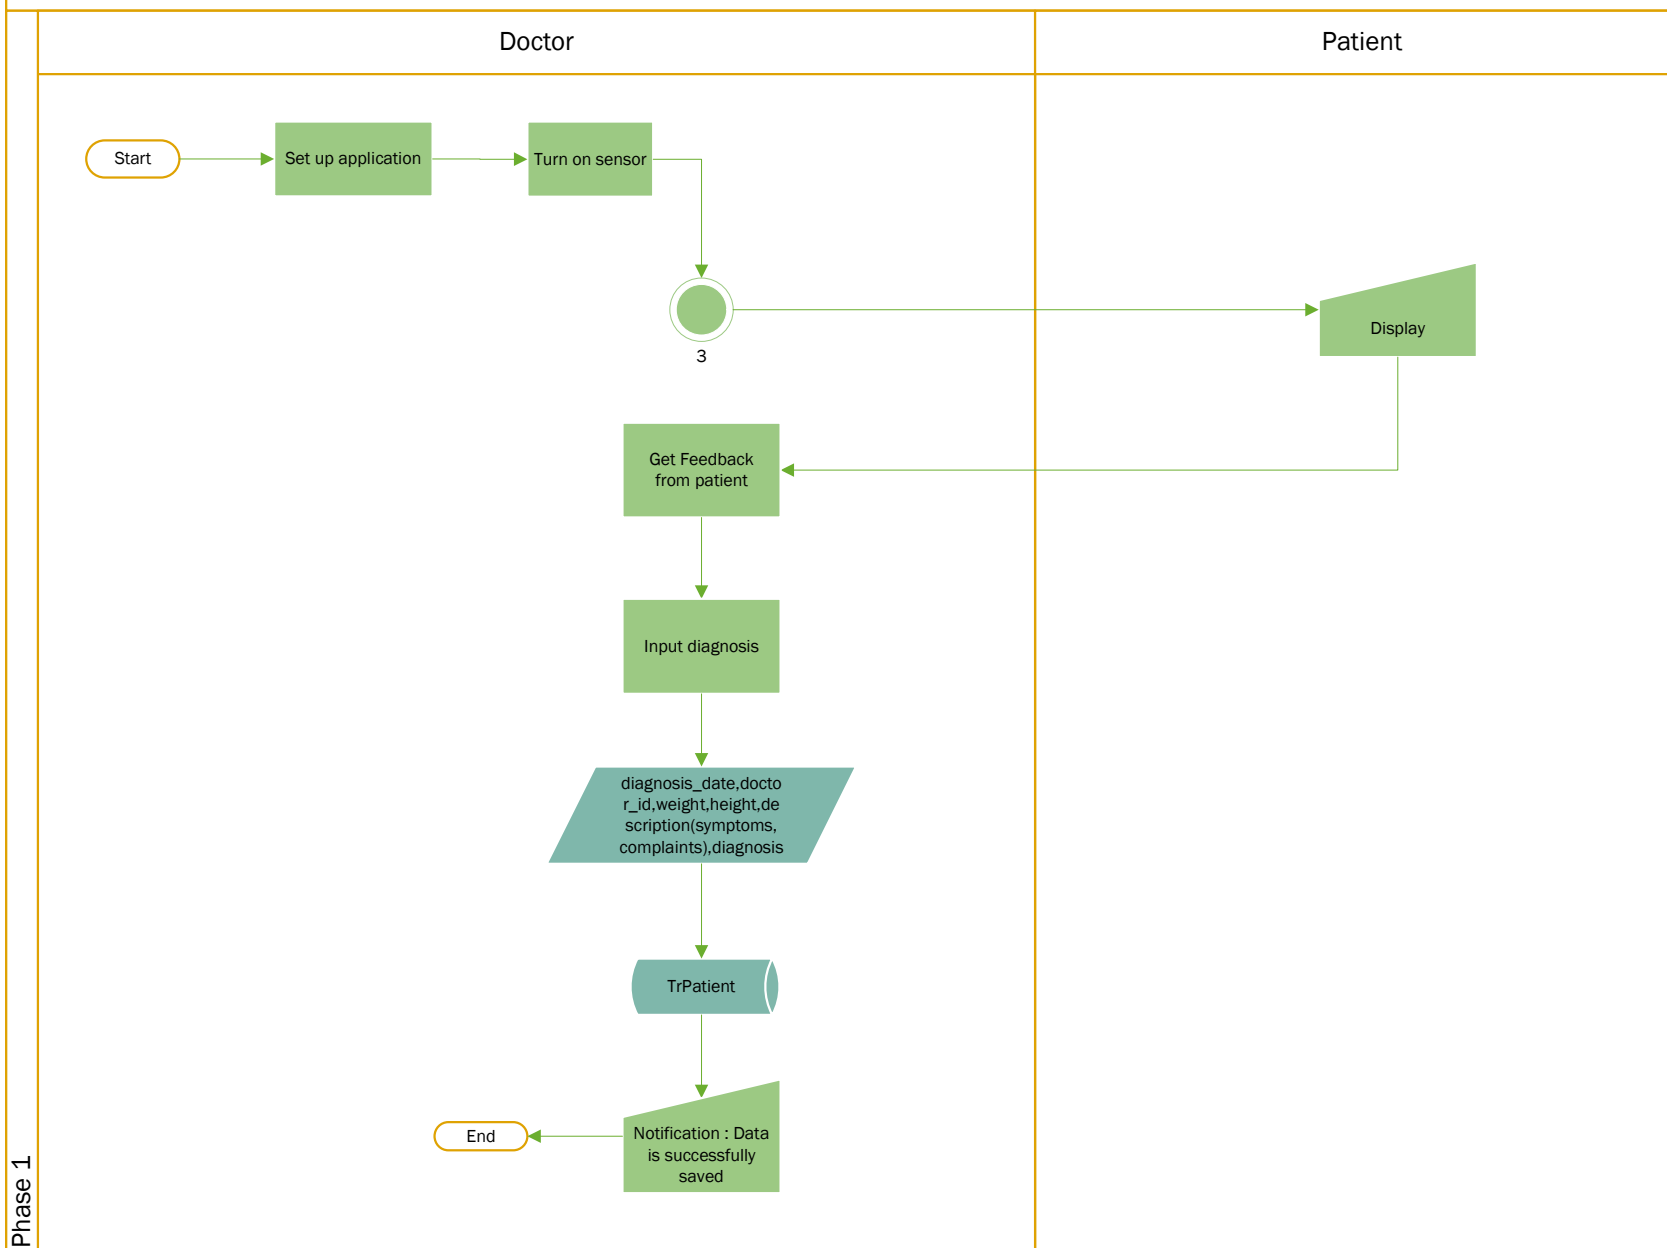 Doctor
Patient
Start
Set up application
Turn on sensor
3
Display
Get Feedback
from patient
Input diagnosis
diagnosis_date,docto
r_id,weight,height,de
scription(symptoms,
complaints),diagnosis
TrPatient
Notification : Data
is successfully
saved
End
Phase 1